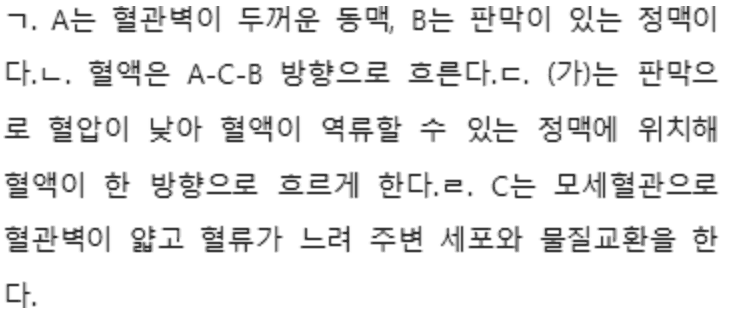 ㄱ. A는 혈관벽이 두꺼운 동맥, B는 판막이 있는 정맥이
다.ㄴ. 혈액은 A-C-B 방향으로 흐른다.ㄷ. (가)는 판막으
로 혈압이 낮아 혈액이 역류할 수 있는 정맥에 위치해
혈액이 한 방향으로 흐르게 한다.ㄹ. C는 모세혈관으로
혈관벽이 얇고 혈류가 느려 주변 세포와 물질교환을 한
다.